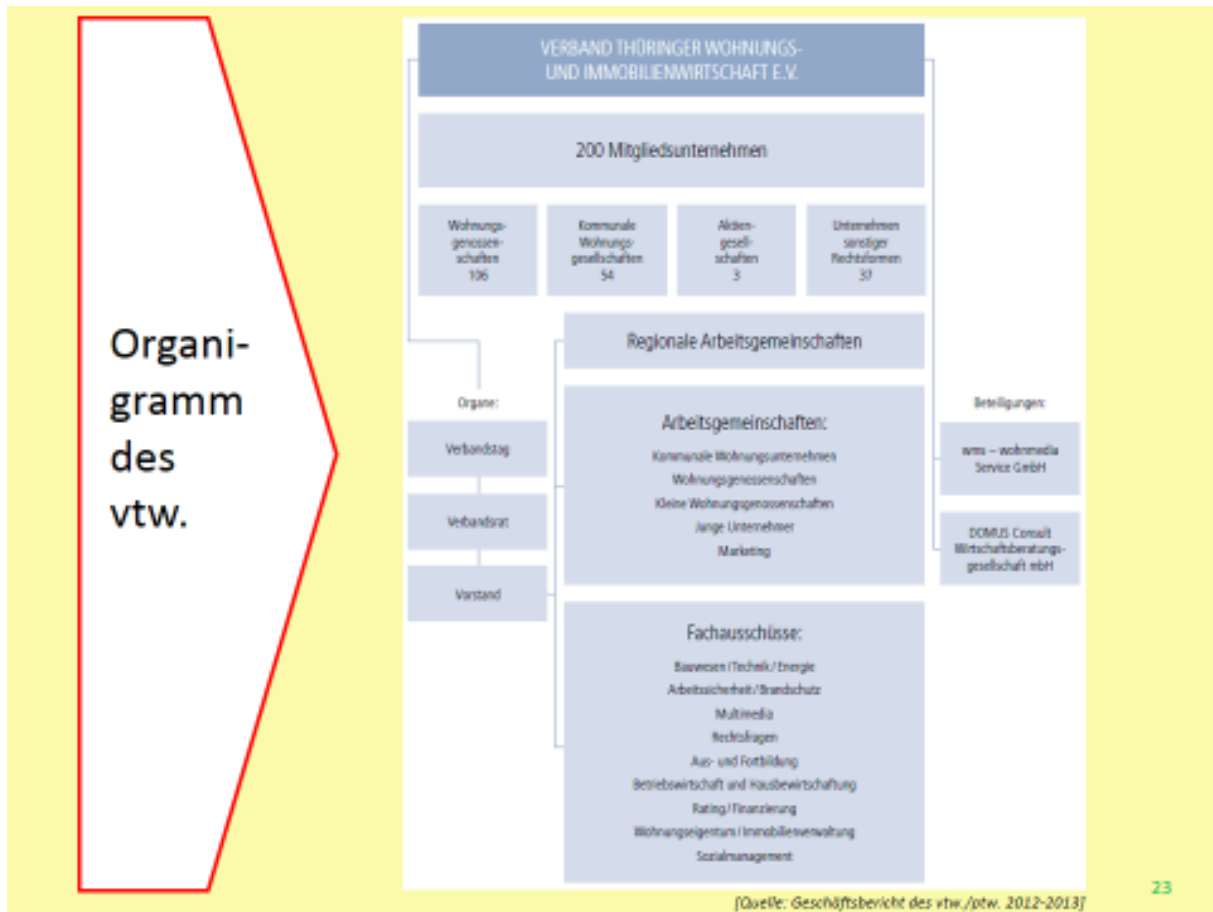 Organi-
gramm
des
vtw.
VERBAND THÜRINGER WOHNUNGS-
UND IMMOBILIENWIRTSCHAFT E.V.
200 Mitgliedsunternehmen
Wohnungs-
genossen-
schaften
106
Kommunale
Wohnungs-
gesellschaften
54
Aktien-
gesell-
schaften
3
Unternehmen
sonstiger
Rechtsformen
37
Regionale Arbeitsgemeinschaften
Organe:
Verbandstag
Verbandsrat
Vorstand
Arbeitsgemeinschaften:
Kommunale Wohnungsunternehmen
Wohnungsgenossenschaften
Kleine Wohnungsgenossenschaften
Junge Unternehmer
Marketing
Fachausschüsse:
Bauwesen/Technik/Energie
Arbeitssicherheit/Brandschutz
Multimedia
Rechtsfragen
Aus- und Fortbildung
Betriebswirtschaft und Hausbewirtschaftung
Rating/Finanzierung
Wohnungseigentum/Immobilienverwaltung
Sozialmanagement
Beteiligungen:
wms – wohnmedia
Service GmbH
DOMUS Consult
Wirtschaftsberatungs-
gesellschaft mbH
[Quelle: Geschäftsbericht des vtw./ptw. 2012-2013]
23